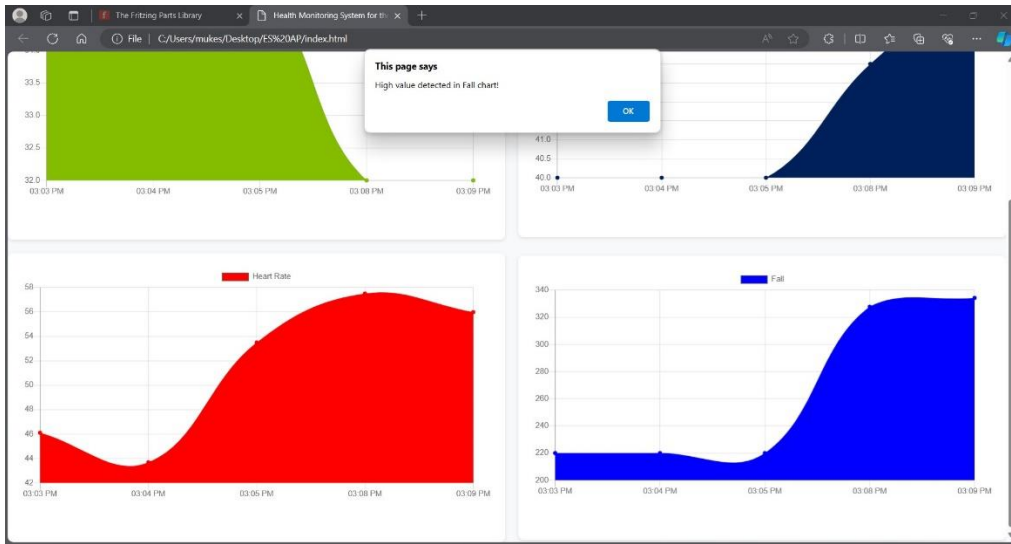 The Fritzing Parts Library
Health Monitoring System for th
File
C:/Users/mukes/Desktop/ES%20AP/index.html
This page says
High value detected in Fall chart!
OK
33.5
33.0
32.5
32.0
03:03 PM 03:04 PM 03:05 PM 03:08 PM 03:09 PM
41.0
40.5
40.0
03:03 PM 03:04 PM 03:05 PM 03:08 PM 03:09 PM
Heart Rate
58
56
54
52
50
48
46
44
42
03:03 PM 03:04 PM 03:05 PM 03:08 PM 03:09 PM
Fall
340
320
300
280
260
240
220
200
03:03 PM 03:04 PM 03:05 PM 03:08 PM 03:09 PM